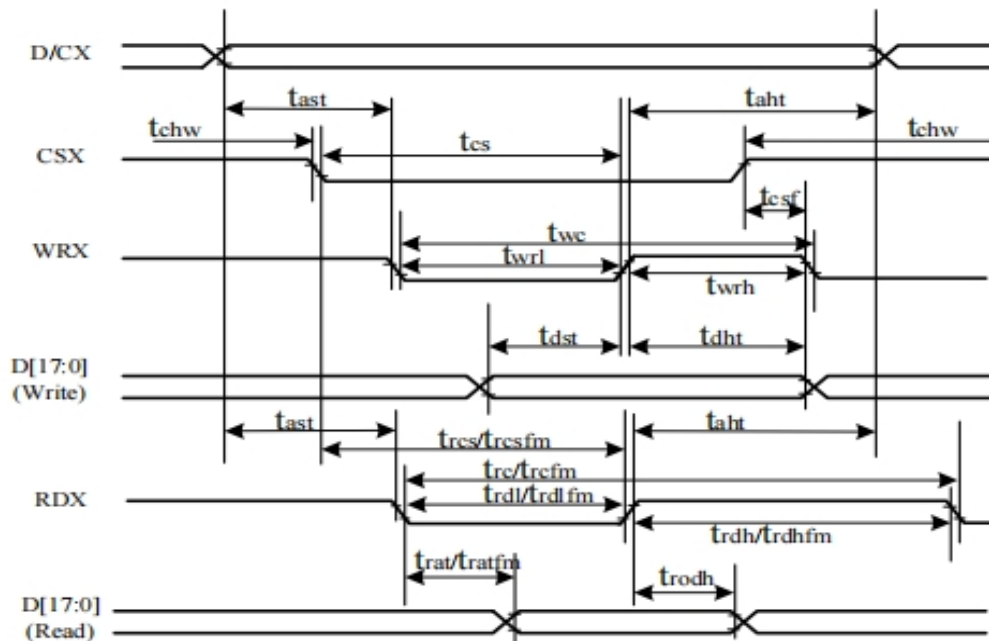 D/CX
tast
taht
tchw
tcs
tchw
CSX
tcsf
twc
WRX
twrl
twrh
tdst
tdht
D[17:0]
(Write)
tast
trcs/trcsfm
taht
trc/trcfm
RDX
trdl/trdlfm
trdh/trdhfm
trat/tratfm
trodh
D[17:0]
(Read)